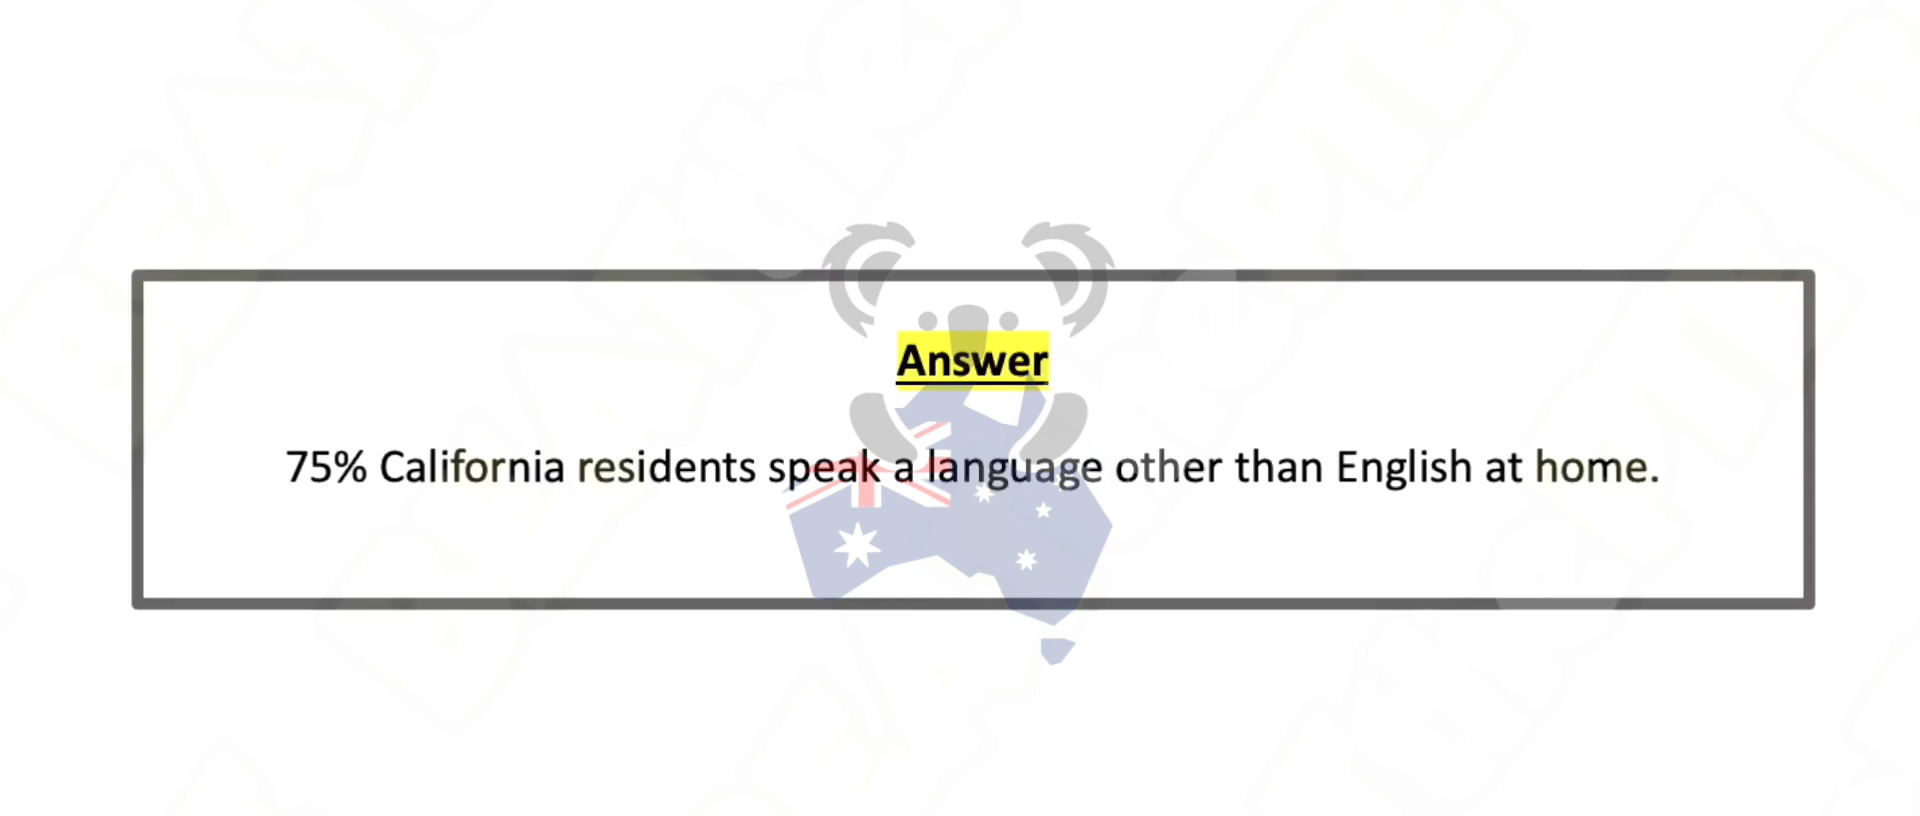 Answer
75% California residents speak a language other than English at home.